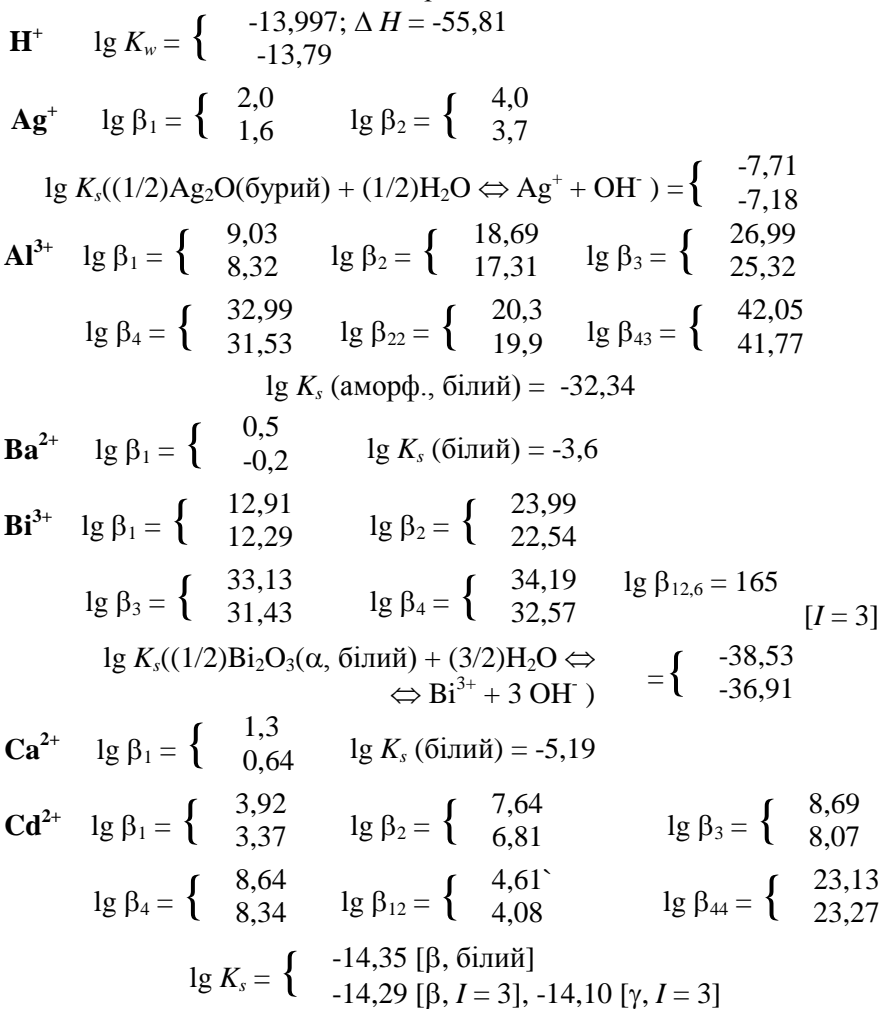 -13,997; Δ H = -55,81
H⁺ lg Kw = {
-13,79
2,0 4,0
Ag⁺ lg β₁ = { lg β₂ = {
1,6 3,7
-7,71
lg Ks((1/2)Ag₂O(бурий) + (1/2)H₂O ⇔ Ag⁺ + OH⁻ ) = {
-7,18
9,03 18,69 26,99
Al³⁺ lg β₁ = { lg β₂ = { lg β₃ = {
8,32 17,31 25,32
32,99 20,3 42,05
lg β₄ = { lg β₂₂ = { lg β₄₃ = {
31,53 19,9 41,77
lg Ks (аморф., білий) = -32,34
0,5
Ba²⁺ lg β₁ = { lg Ks (білий) = -3,6
-0,2
12,91 23,99
Bi³⁺ lg β₁ = { lg β₂ = {
12,29 22,54
33,13 34,19
lg β₃ = { lg β₄ = { lg β₁₂,₆ = 165
31,43 32,57 [I = 3]
lg Ks((1/2)Bi₂O₃(α, білий) + (3/2)H₂O ⇔ -38,53
= {
⇔ Bi³⁺ + 3 OH⁻ ) -36,91
1,3
Ca²⁺ lg β₁ = { lg Ks (білий) = -5,19
0,64
3,92 7,64 8,69
Cd²⁺ lg β₁ = { lg β₂ = { lg β₃ = {
3,37 6,81 8,07
8,64 4,61` 23,13
lg β₄ = { lg β₁₂ = { lg β₄₄ = {
8,34 4,08 23,27
-14,35 [β, білий]
lg Ks = {
-14,29 [β, I = 3], -14,10 [γ, I = 3]